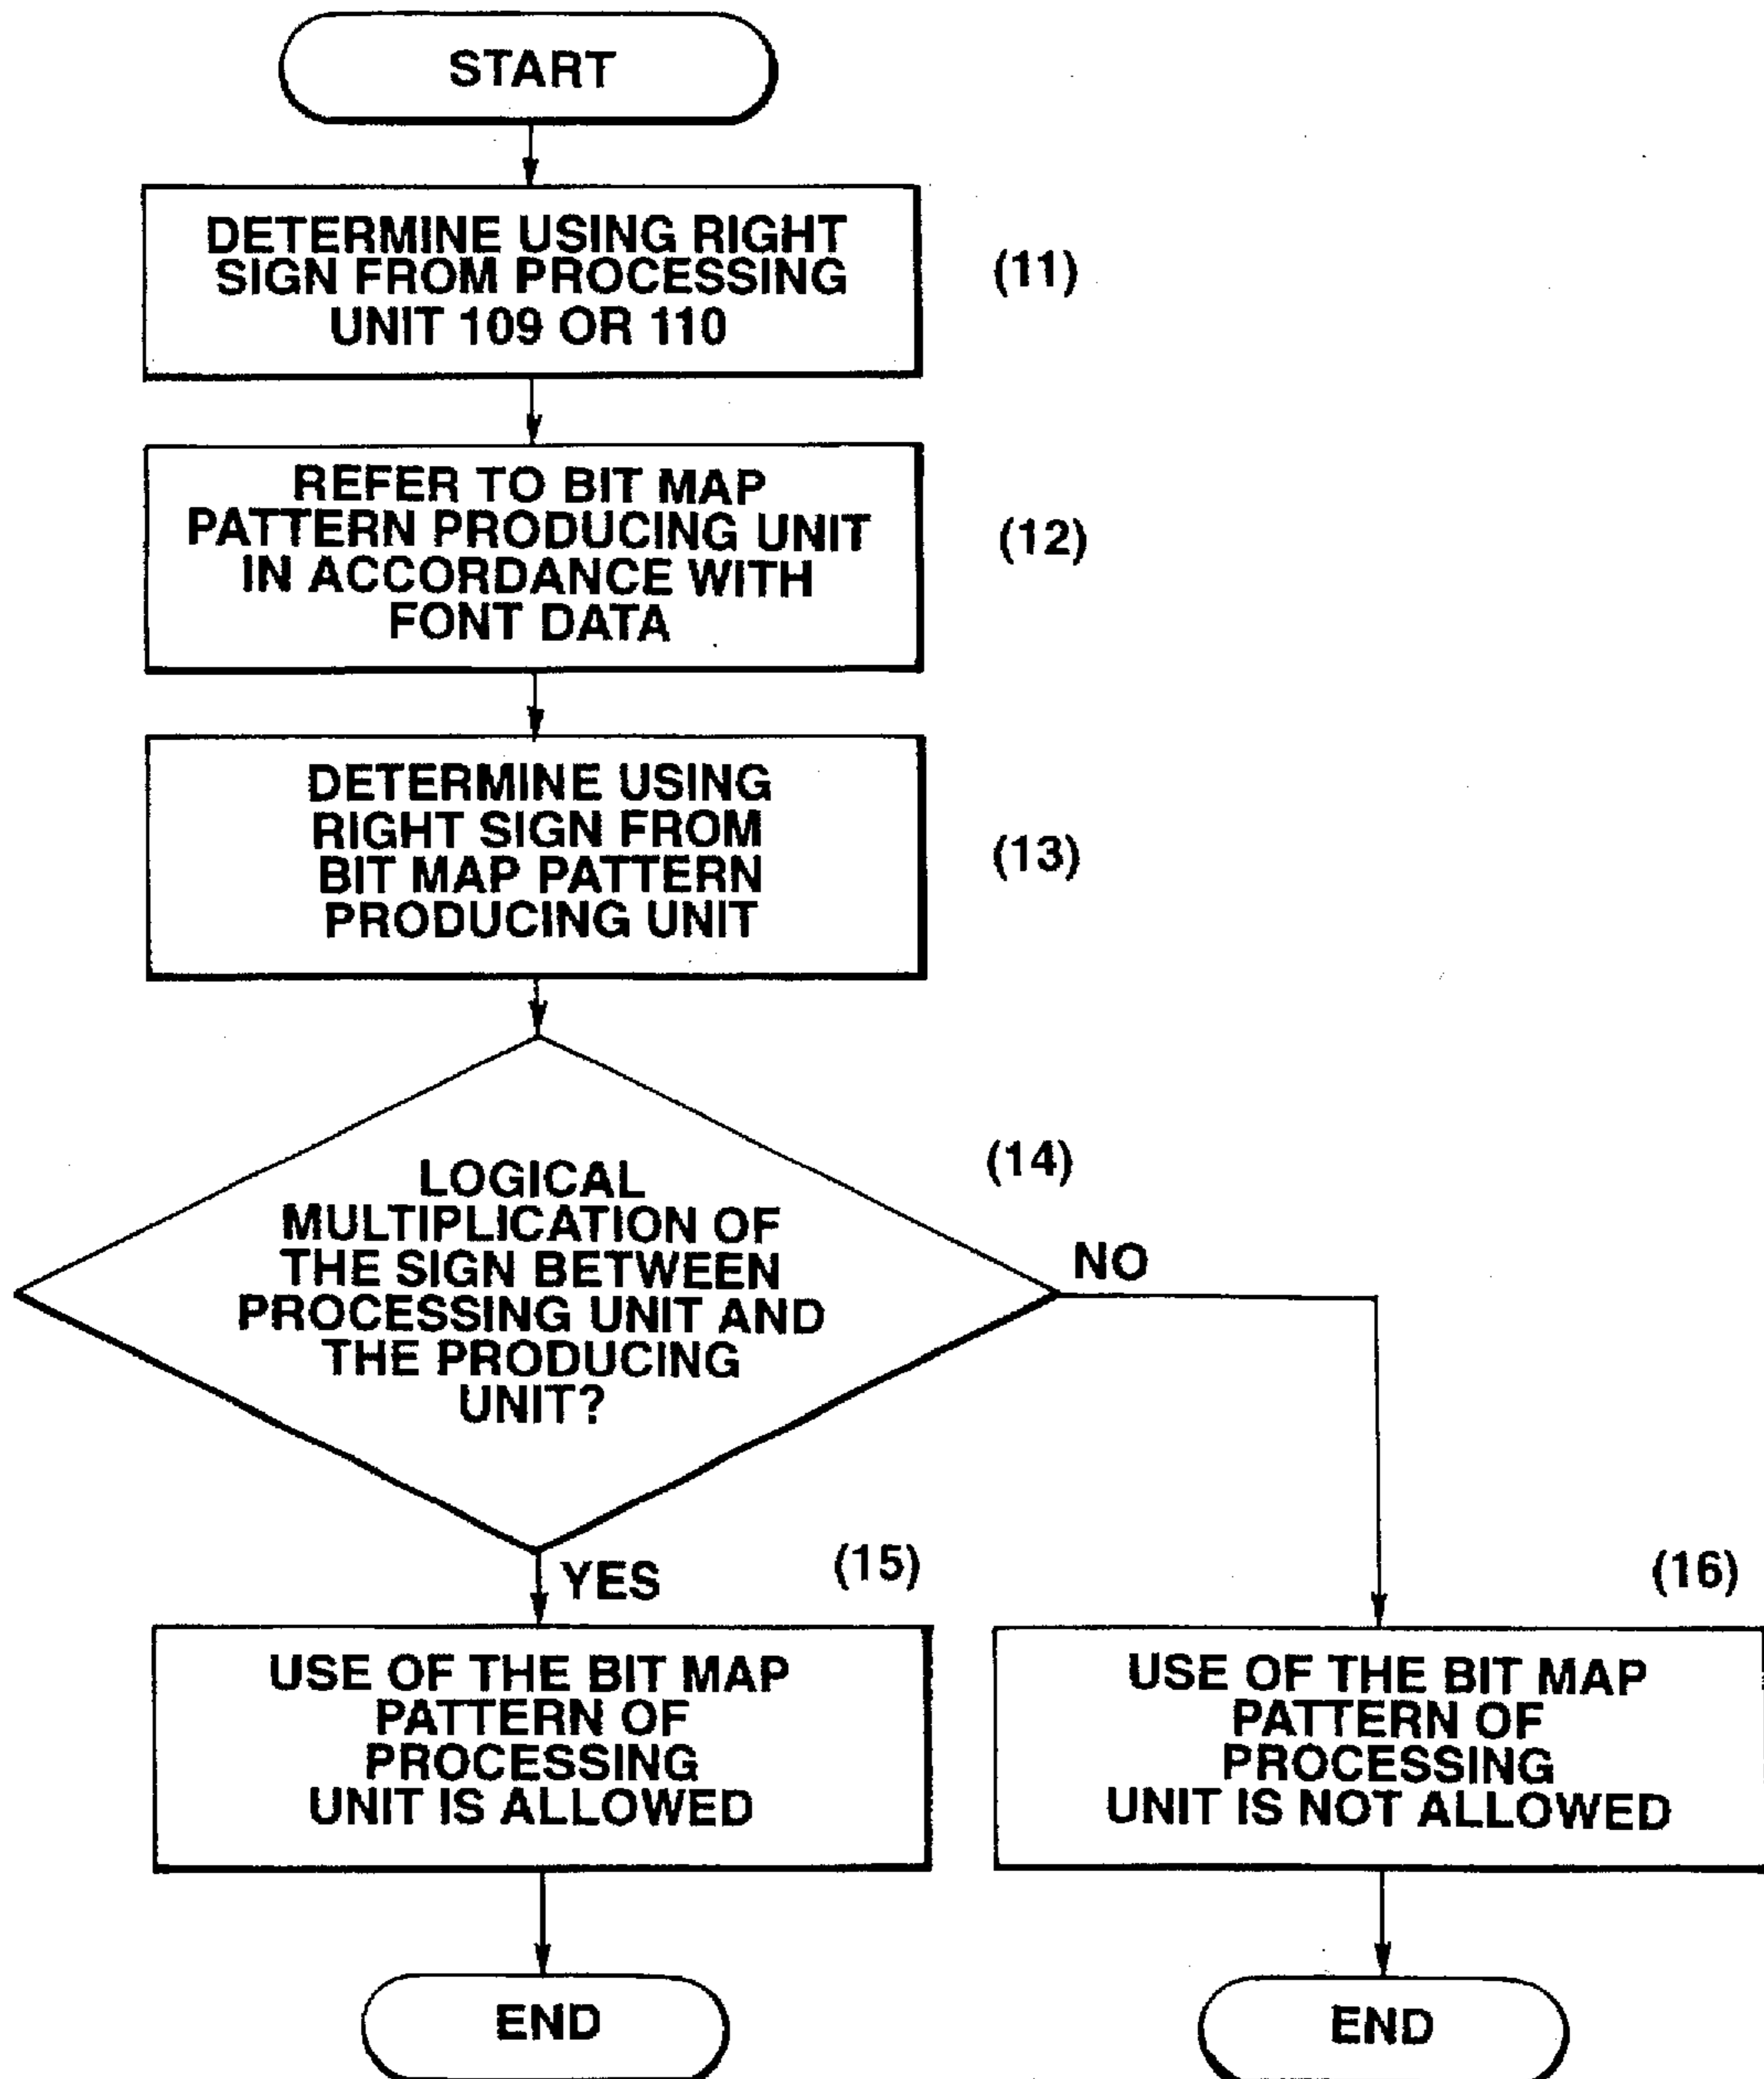 START
DETERMINE USING RIGHT
SIGN FROM PROCESSING
UNIT 109 OR 110
(11)
REFER TO BIT MAP
PATTERN PRODUCING UNIT
IN ACCORDANCE WITH
FONT DATA
(12)
DETERMINE USING
RIGHT SIGN FROM
BIT MAP PATTERN
PRODUCING UNIT
(13)
LOGICAL
MULTIPLICATION OF
THE SIGN BETWEEN
PROCESSING UNIT AND
THE PRODUCING
UNIT?
(14)
NO
YES
(15)
USE OF THE BIT MAP
PATTERN OF
PROCESSING
UNIT IS ALLOWED
(16)
USE OF THE BIT MAP
PATTERN OF
PROCESSING
UNIT IS NOT ALLOWED
END
END